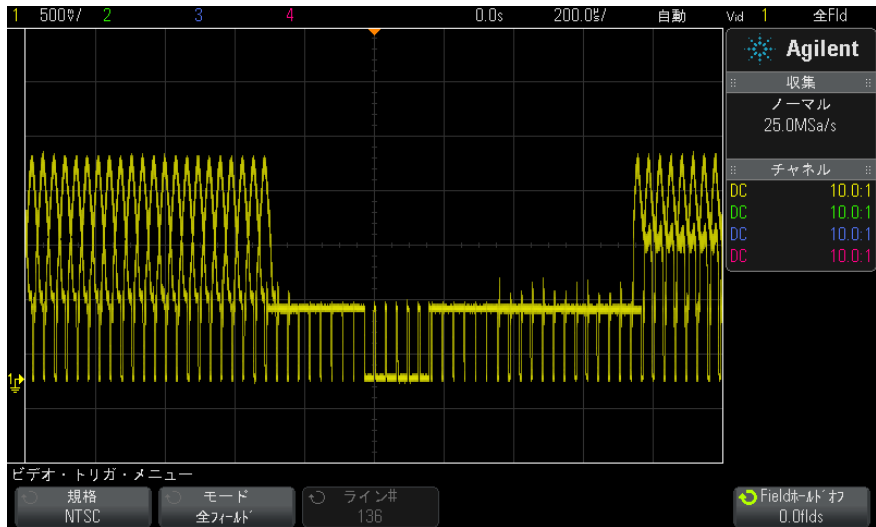 1 500㎷/ 2 3 4 0.0s 200.0㎲/ 自動 Vid 1 全Fld
Agilent
収集
ノーマル
25.0MSa/s
チャネル
DC 10.0:1
DC 10.0:1
DC 10.0:1
DC 10.0:1
1
ビデオ・トリガ・メニュー
規格
NTSC
モード
全フィールド
ライン#
136
Fieldホールドオフ
0.0flds